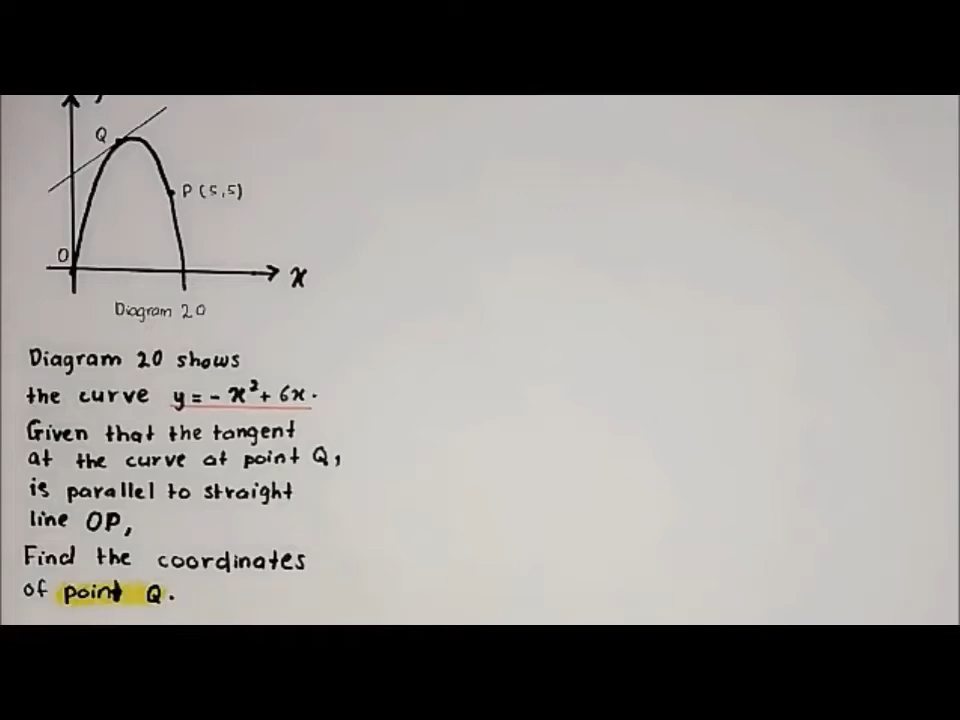 Q
P (5,5)
O
x
Diagram 20
Diagram 20 shows
the curve y = - x² + 6x.
Given that the tangent
at the curve at point Q,
is parallel to straight
line OP,
Find the coordinates
of point Q.